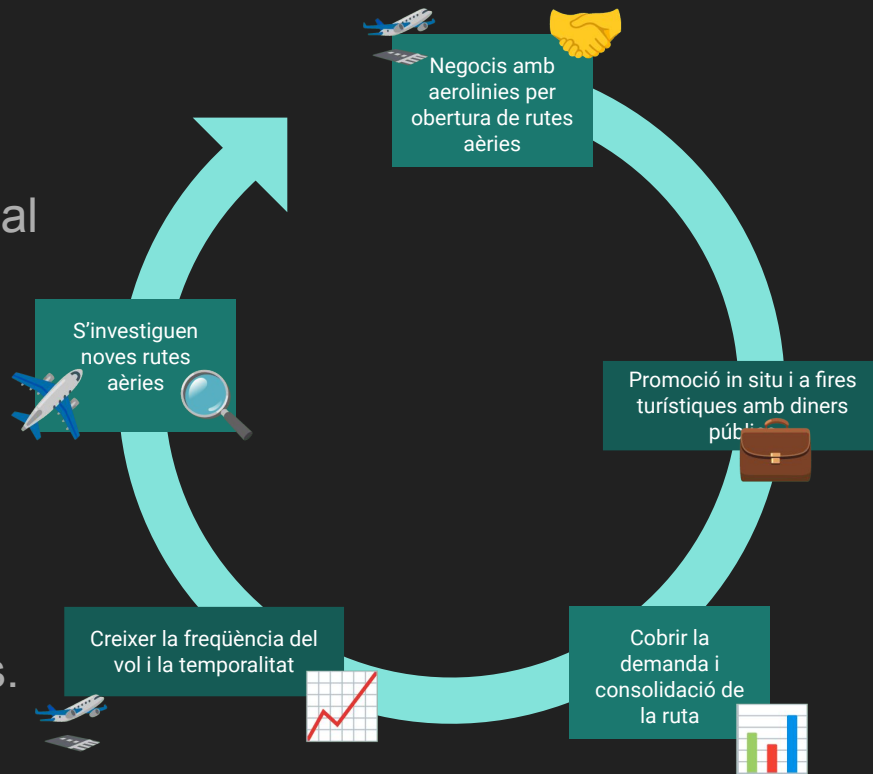 Negocis amb
aerolinies per
obertura de rutes
aèries
al
S'investiguen
noves rutes
aèries
Promoció in situ i a fires
turístiques amb diners
Creixer la freqüència del
vol i la temporalitat
s.
Cobrir la
demanda i
consolidació de
la ruta